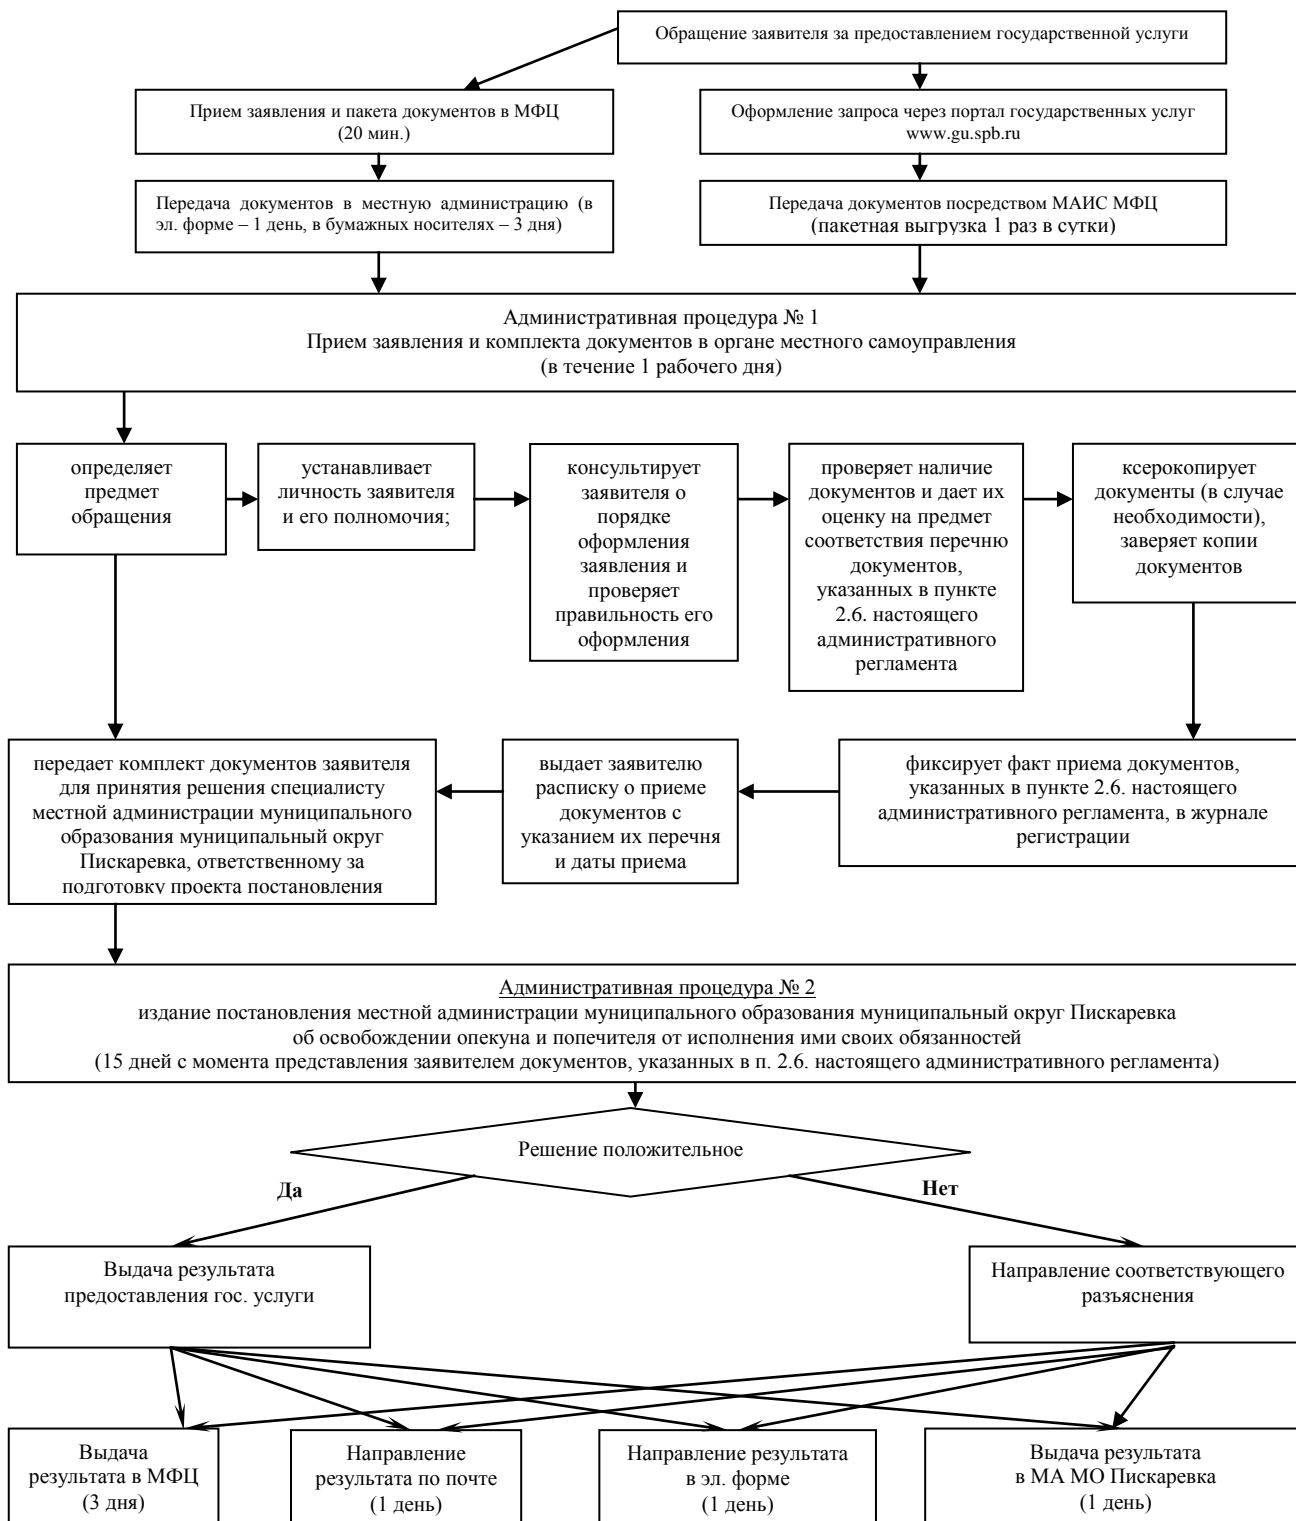 Обращение заявителя за предоставлением государственной услуги
Прием заявления и пакета документов в МФЦ
(20 мин.)
Оформление запроса через портал государственных услуг
www.gu.spb.ru
Передача документов в местную администрацию (в
эл. форме – 1 день, в бумажных носителях – 3 дня)
Передача документов посредством МАИС МФЦ
(пакетная выгрузка 1 раз в сутки)
Административная процедура № 1
Прием заявления и комплекта документов в органе местного самоуправления
(в течение 1 рабочего дня)
определяет
предмет
обращения
устанавливает
личность заявителя
и его полномочия;
консультирует
заявителя о
порядке
оформления
заявления и
проверяет
правильность его
оформления
проверяет наличие
документов и дает их
оценку на предмет
соответствия перечню
документов,
указанных в пункте
2.6. настоящего
административного
регламента
ксерокопирует
документы (в случае
необходимости),
заверяет копии
документов
передает комплект документов заявителя
для принятия решения специалисту
местной администрации муниципального
образования муниципальный округ
Пискаревка, ответственному за
подготовку проекта постановления
выдает заявителю
расписку о приеме
документов с
указанием их перечня
и даты приема
фиксирует факт приема документов,
указанных в пункте 2.6. настоящего
административного регламента, в журнале
регистрации
Административная процедура № 2
издание постановления местной администрации муниципального образования муниципальный округ Пискаревка
об освобождении опекуна и попечителя от исполнения ими своих обязанностей
(15 дней с момента представления заявителем документов, указанных в п. 2.6. настоящего административного регламента)
Решение положительное
Да
Нет
Выдача результата
предоставления гос. услуги
Направление соответствующего
разъяснения
Выдача
результата в МФЦ
(3 дня)
Направление
результата по почте
(1 день)
Направление результата
в эл. форме
(1 день)
Выдача результата
в МА МО Пискаревка
(1 день)